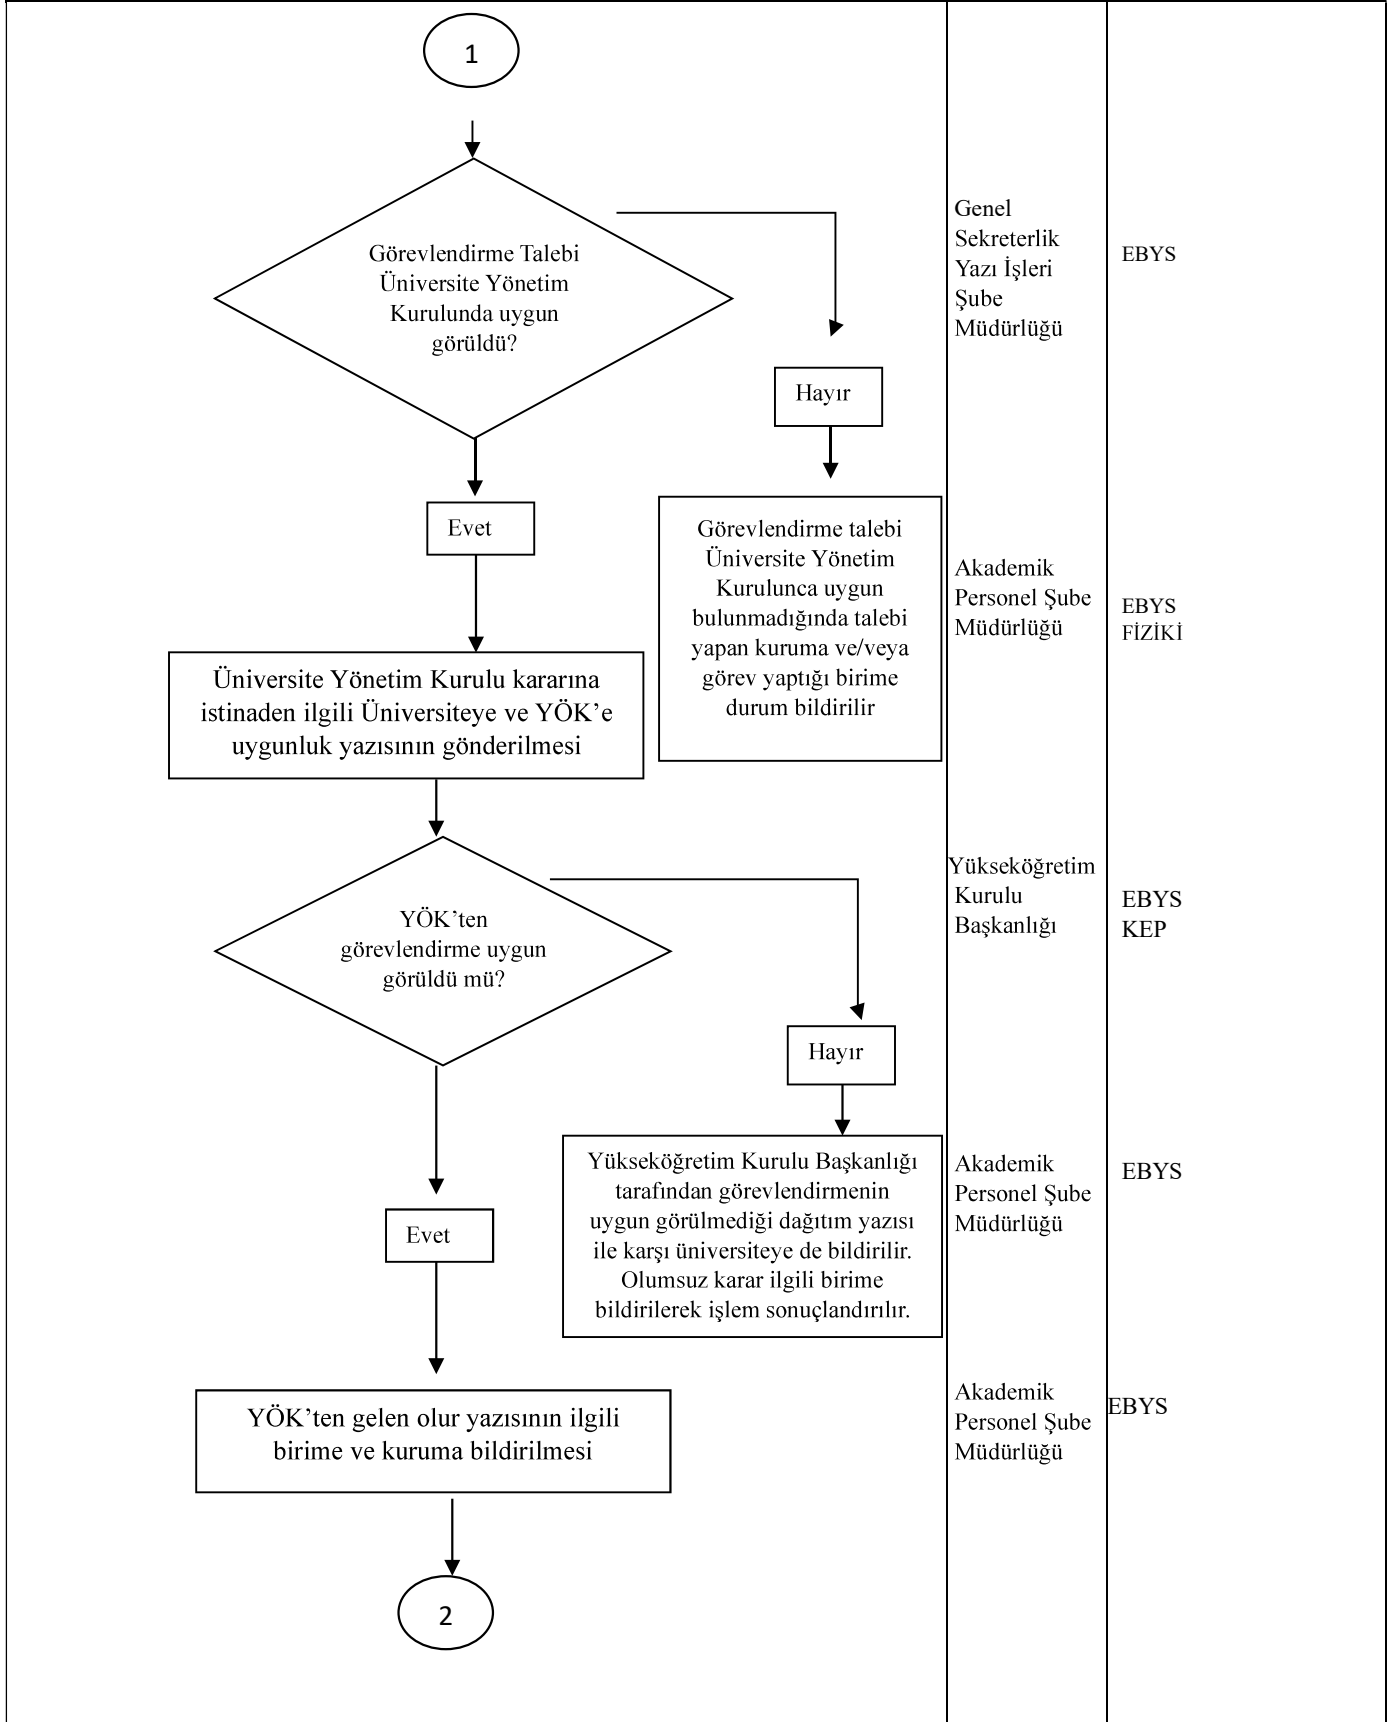 1
Görevlendirme Talebi
Üniversite Yönetim
Kurulunda uygun
görüldü?
Genel
Sekreterlik
Yazı İşleri
Şube
Müdürlüğü
EBYS
Hayır
Evet
Görevlendirme talebi
Üniversite Yönetim
Kurulunca uygun
bulunmadığında talebi
yapan kuruma ve/veya
görev yaptığı birime
durum bildirilir
Akademik
Personel Şube
Müdürlüğü
EBYS
FİZİKİ
Üniversite Yönetim Kurulu kararına
istinaden ilgili Üniversiteye ve YÖK’e
uygunluk yazısının gönderilmesi
YÖK’ten
görevlendirme uygun
görüldü mü?
Yükseköğretim
Kurulu
Başkanlığı
EBYS
KEP
Hayır
Yükseköğretim Kurulu Başkanlığı
tarafından görevlendirmenin
uygun görülmediği dağıtım yazısı
ile karşı üniversiteye de bildirilir.
Olumsuz karar ilgili birime
bildirilerek işlem sonuçlandırılır.
Akademik
Personel Şube
Müdürlüğü
EBYS
Evet
YÖK’ten gelen olur yazısının ilgili
birime ve kuruma bildirilmesi
Akademik
Personel Şube
Müdürlüğü
EBYS
2